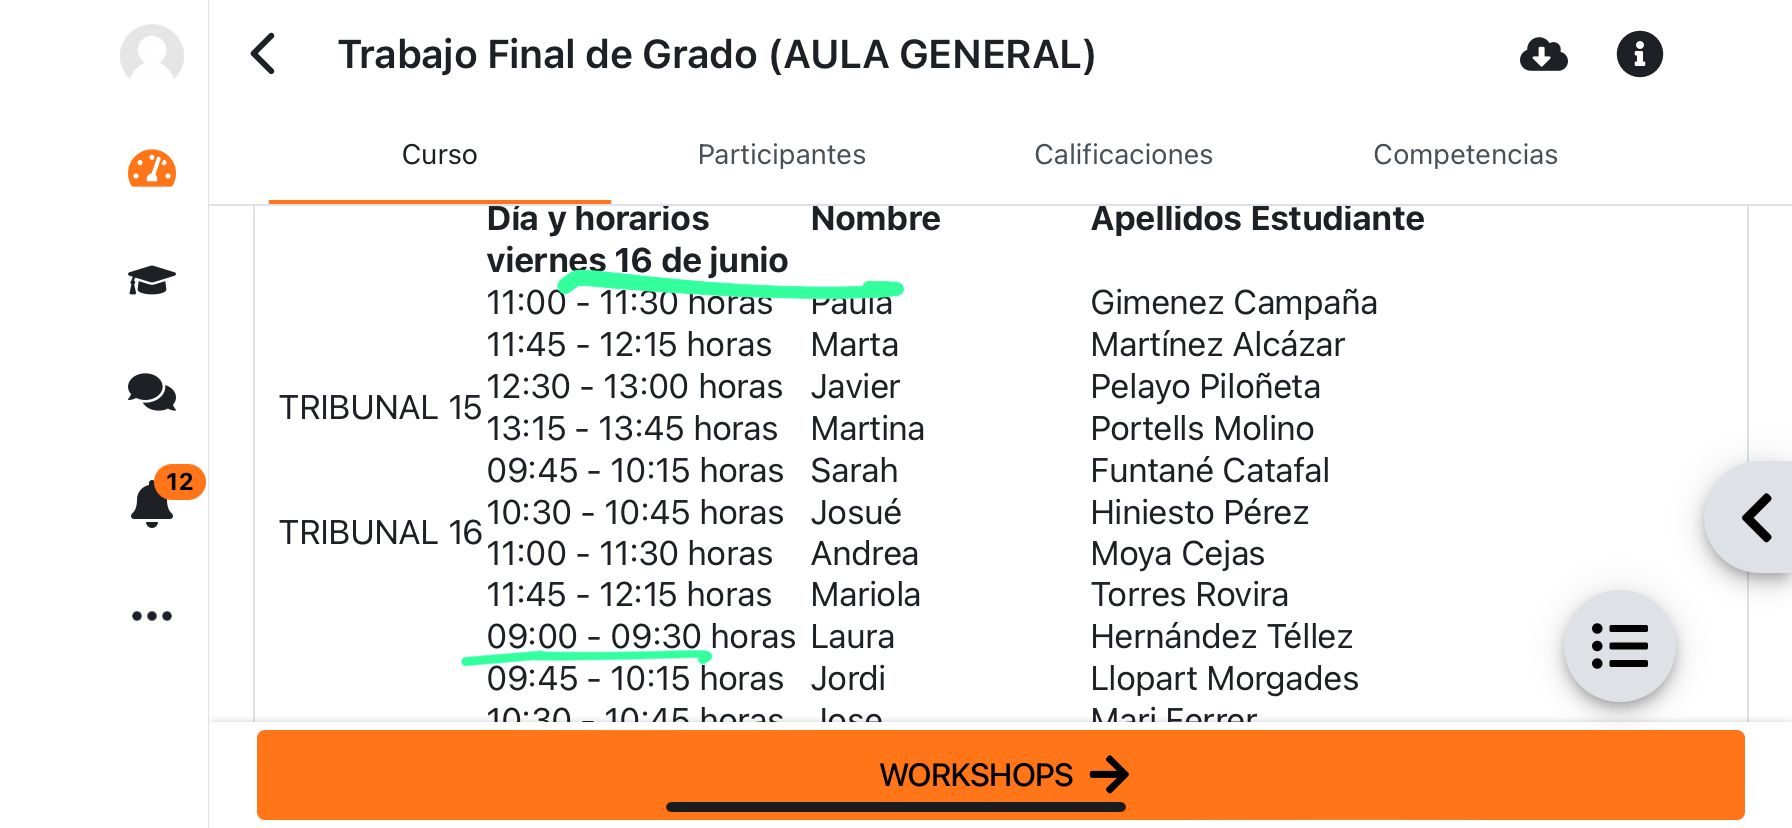 Trabajo Final de Grado (AULA GENERAL)
Curso Participantes Calificaciones Competencias
Día y horarios Nombre Apellidos Estudiante
viernes 16 de junio
11:00 - 11:30 horas Paula Gimenez Campaña
11:45 - 12:15 horas Marta Martínez Alcázar
12:30 - 13:00 horas Javier Pelayo Piloñeta
TRIBUNAL 15
13:15 - 13:45 horas Martina Portells Molino
09:45 - 10:15 horas Sarah Funtané Catafal
12
10:30 - 10:45 horas Josué Hiniesto Pérez
TRIBUNAL 16
11:00 - 11:30 horas Andrea Moya Cejas
11:45 - 12:15 horas Mariola Torres Rovira
09:00 - 09:30 horas Laura Hernández Téllez
09:45 - 10:15 horas Jordi Llopart Morgades
10:30 - 10:45 horas Jose Mari Ferrer
WORKSHOPS